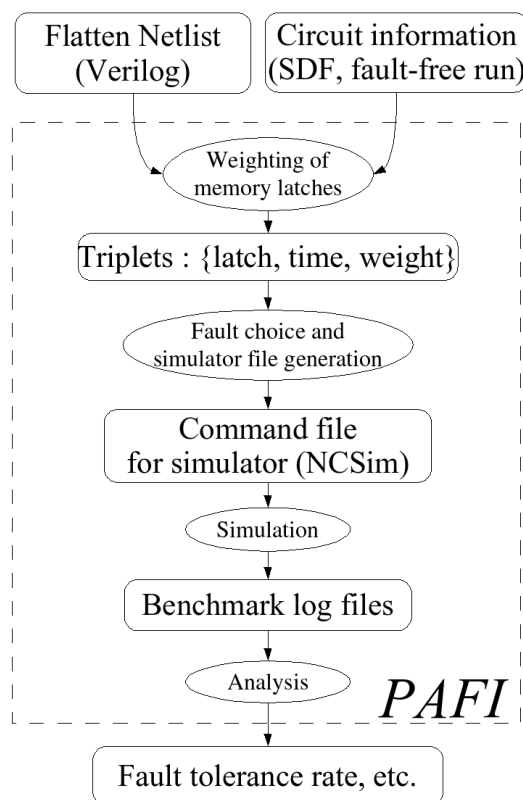 Flatten Netlist
(Verilog)
Circuit information
(SDF, fault-free run)
Weighting of
memory latches
Triplets : {latch, time, weight}
Fault choice and
simulator file generation
Command file
for simulator (NCSim)
Simulation
Benchmark log files
Analysis
PAFI
Fault tolerance rate, etc.